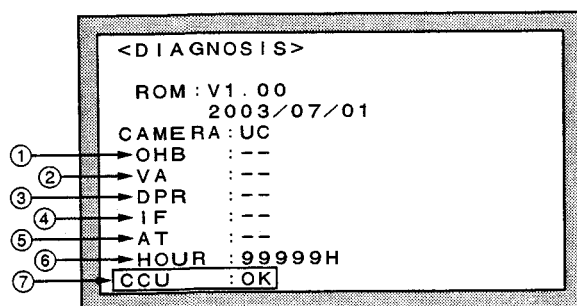 <DIAGNOSIS>
ROM:V1.00
2003/07/01
CAMERA:UC
① OHB :--
② VA :--
③ DPR :--
④ IF :--
⑤ AT :--
⑥ HOUR :99999H
⑦ CCU :OK